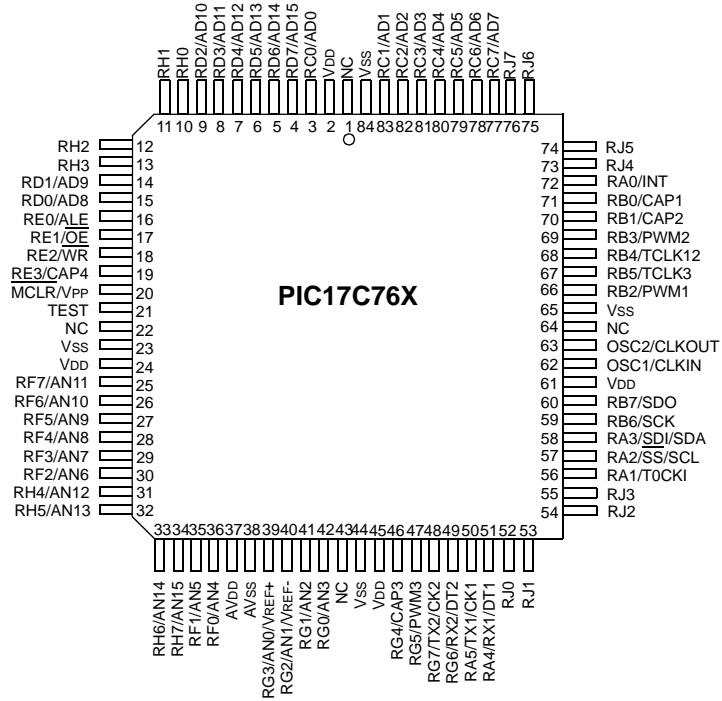 RH1
RH0
RD2/AD10
RD3/AD11
RD4/AD12
RD5/AD13
RD6/AD14
RD7/AD15
RC0/AD0
VDD
NC
VSS
RC1/AD1
RC2/AD2
RC3/AD3
RC4/AD4
RC5/AD5
RC6/AD6
RC7/AD7
RJ7
RJ6
11 10 9 8 7 6 5 4 3 2 1 84 83 82 81 80 79 78 77 76 75
RH2 12
RH3 13
RD1/AD9 14
RD0/AD8 15
RE0/ALE 16
RE1/OE 17
RE2/WR 18
RE3/CAP4 19
MCLR/VPP 20
TEST 21
NC 22
VSS 23
VDD 24
RF7/AN11 25
RF6/AN10 26
RF5/AN9 27
RF4/AN8 28
RF3/AN7 29
RF2/AN6 30
RH4/AN12 31
RH5/AN13 32
PIC17C76X
74 RJ5
73 RJ4
72 RA0/INT
71 RB0/CAP1
70 RB1/CAP2
69 RB3/PWM2
68 RB4/TCLK12
67 RB5/TCLK3
66 RB2/PWM1
65 VSS
64 NC
63 OSC2/CLKOUT
62 OSC1/CLKIN
61 VDD
60 RB7/SDO
59 RB6/SCK
58 RA3/SDI/SDA
57 RA2/SS/SCL
56 RA1/T0CKI
55 RJ3
54 RJ2
33 34 35 36 37 38 39 40 41 42 43 44 45 46 47 48 49 50 51 52 53
RH6/AN14
RH7/AN15
RF1/AN5
RF0/AN4
AVDD
AVSS
RG3/AN0/VREF+
RG2/AN1/VREF-
RG1/AN2
RG0/AN3
NC
VSS
VDD
RG4/CAP3
RG5/PWM3
RG7/TX2/CK2
RG6/RX2/DT2
RA5/TX1/CK1
RA4/RX1/DT1
RJ0
RJ1